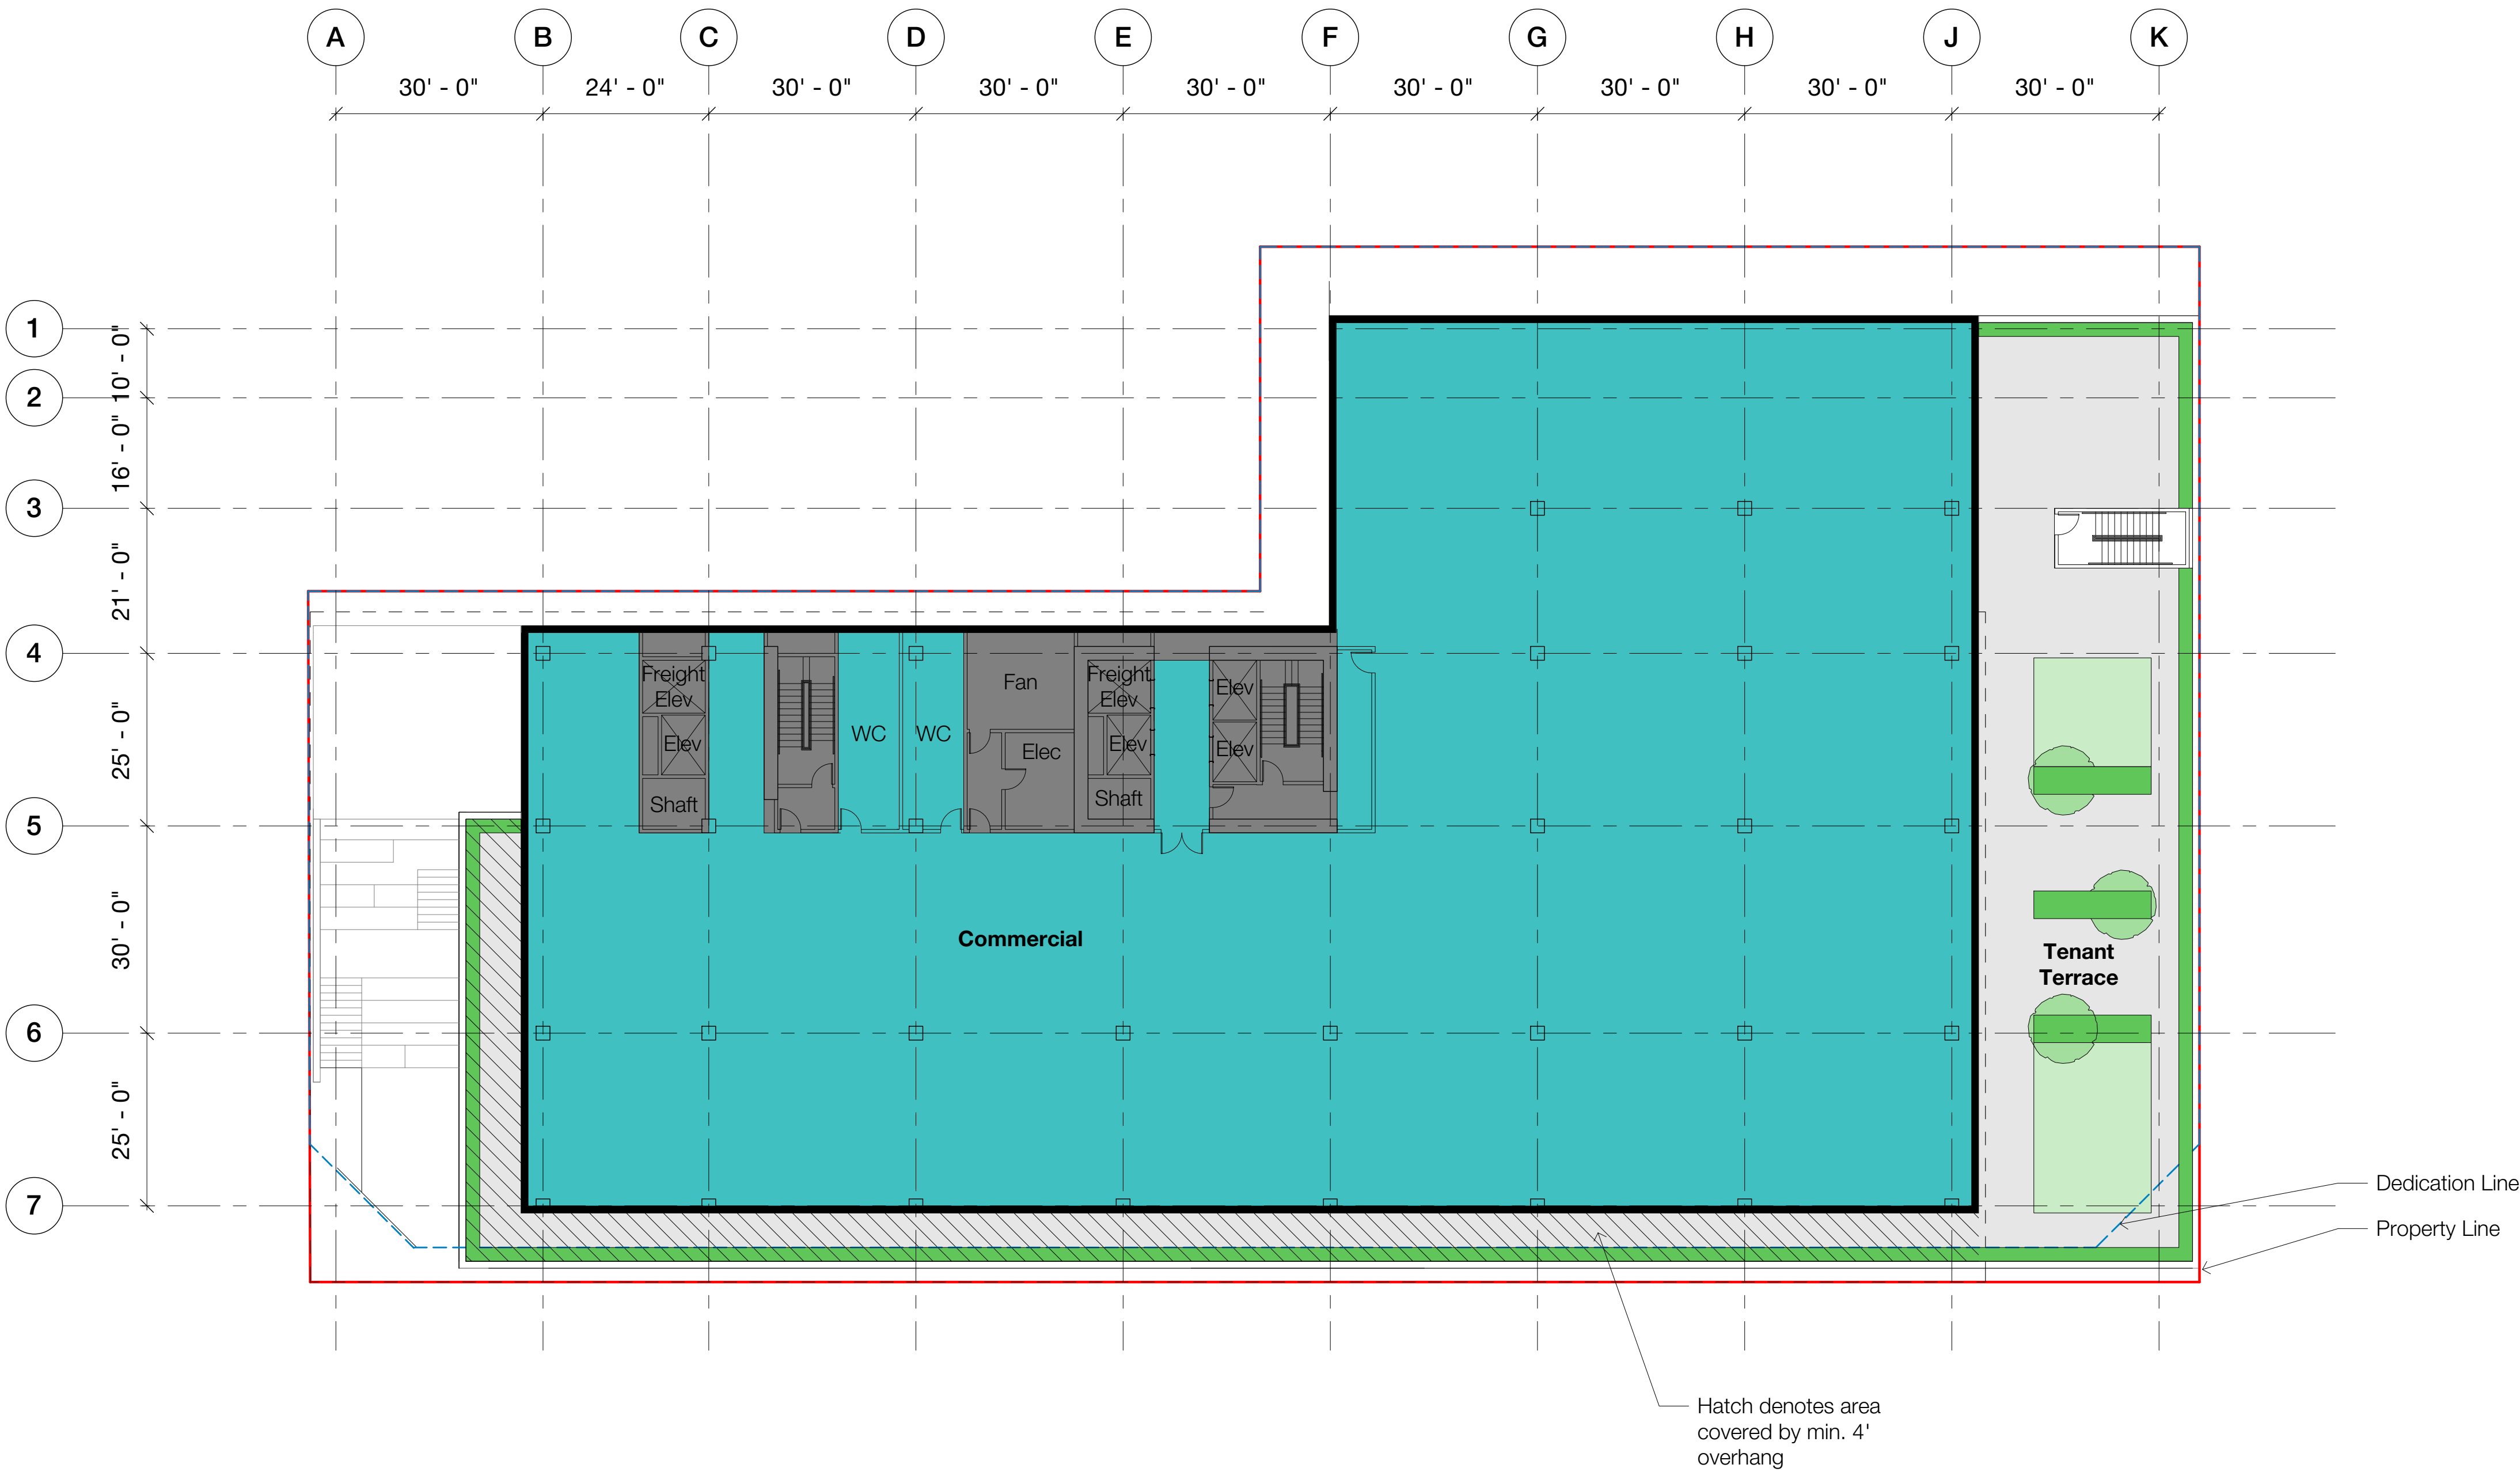 A B C D E F G H J K
30' - 0" 24' - 0" 30' - 0" 30' - 0" 30' - 0" 30' - 0" 30' - 0" 30' - 0" 30' - 0"
1
10' - 0"
2
16' - 0"
3
21' - 0"
4
25' - 0"
5
30' - 0"
6
25' - 0"
7
Freight
Elev
Elev
Shaft
WC
WC
Fan
Elec
Freight
Elev
Elev
Shaft
Elev
Elev
Commercial
Tenant
Terrace
Dedication Line
Property Line
Hatch denotes area
covered by min. 4'
overhang